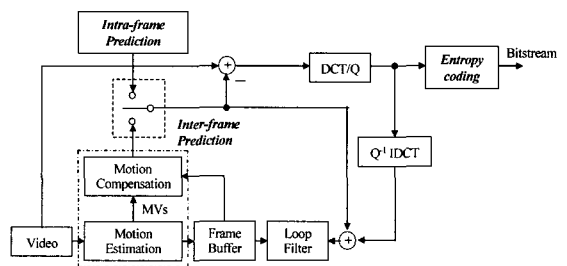 Intra-frame
Prediction
+
−
DCT/Q
Entropy
coding
Bitstream
Inter-frame
Prediction
Q⁻¹ IDCT
Motion
Compensation
MVs
Video
Motion
Estimation
Frame
Buffer
Loop
Filter
+